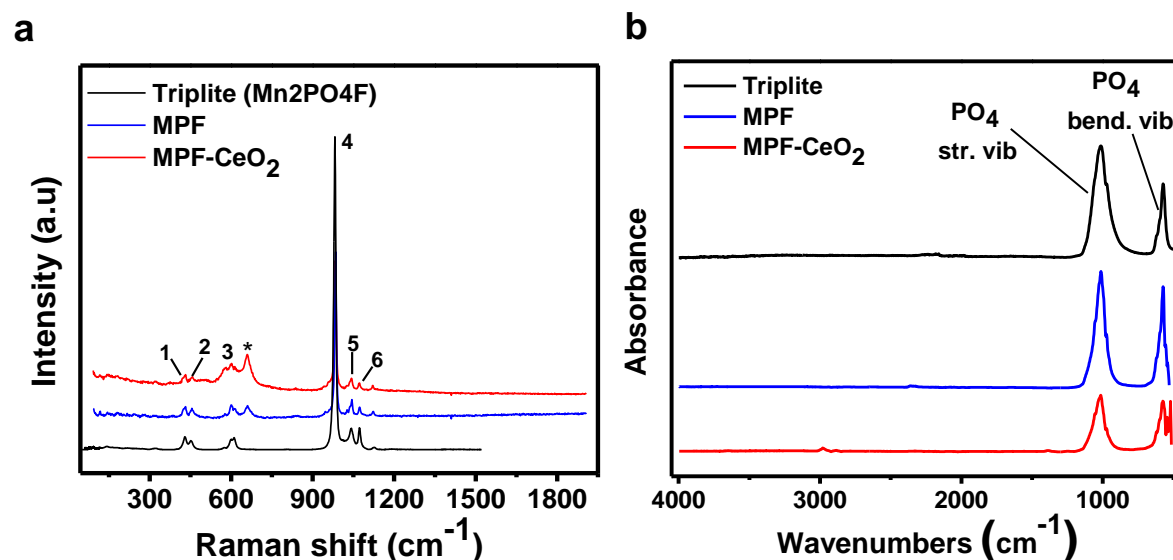 a
Triplite (Mn2PO4F)
MPF
MPF-CeO2
4
1
2
3
*
5
6
Intensity (a.u)
300
600
900
1200
1500
1800
Raman shift (cm-1)
b
Triplite
MPF
MPF-CeO2
PO4
str. vib
PO4
bend. vib
Absorbance
4000
3000
2000
1000
Wavenumbers (cm-1)